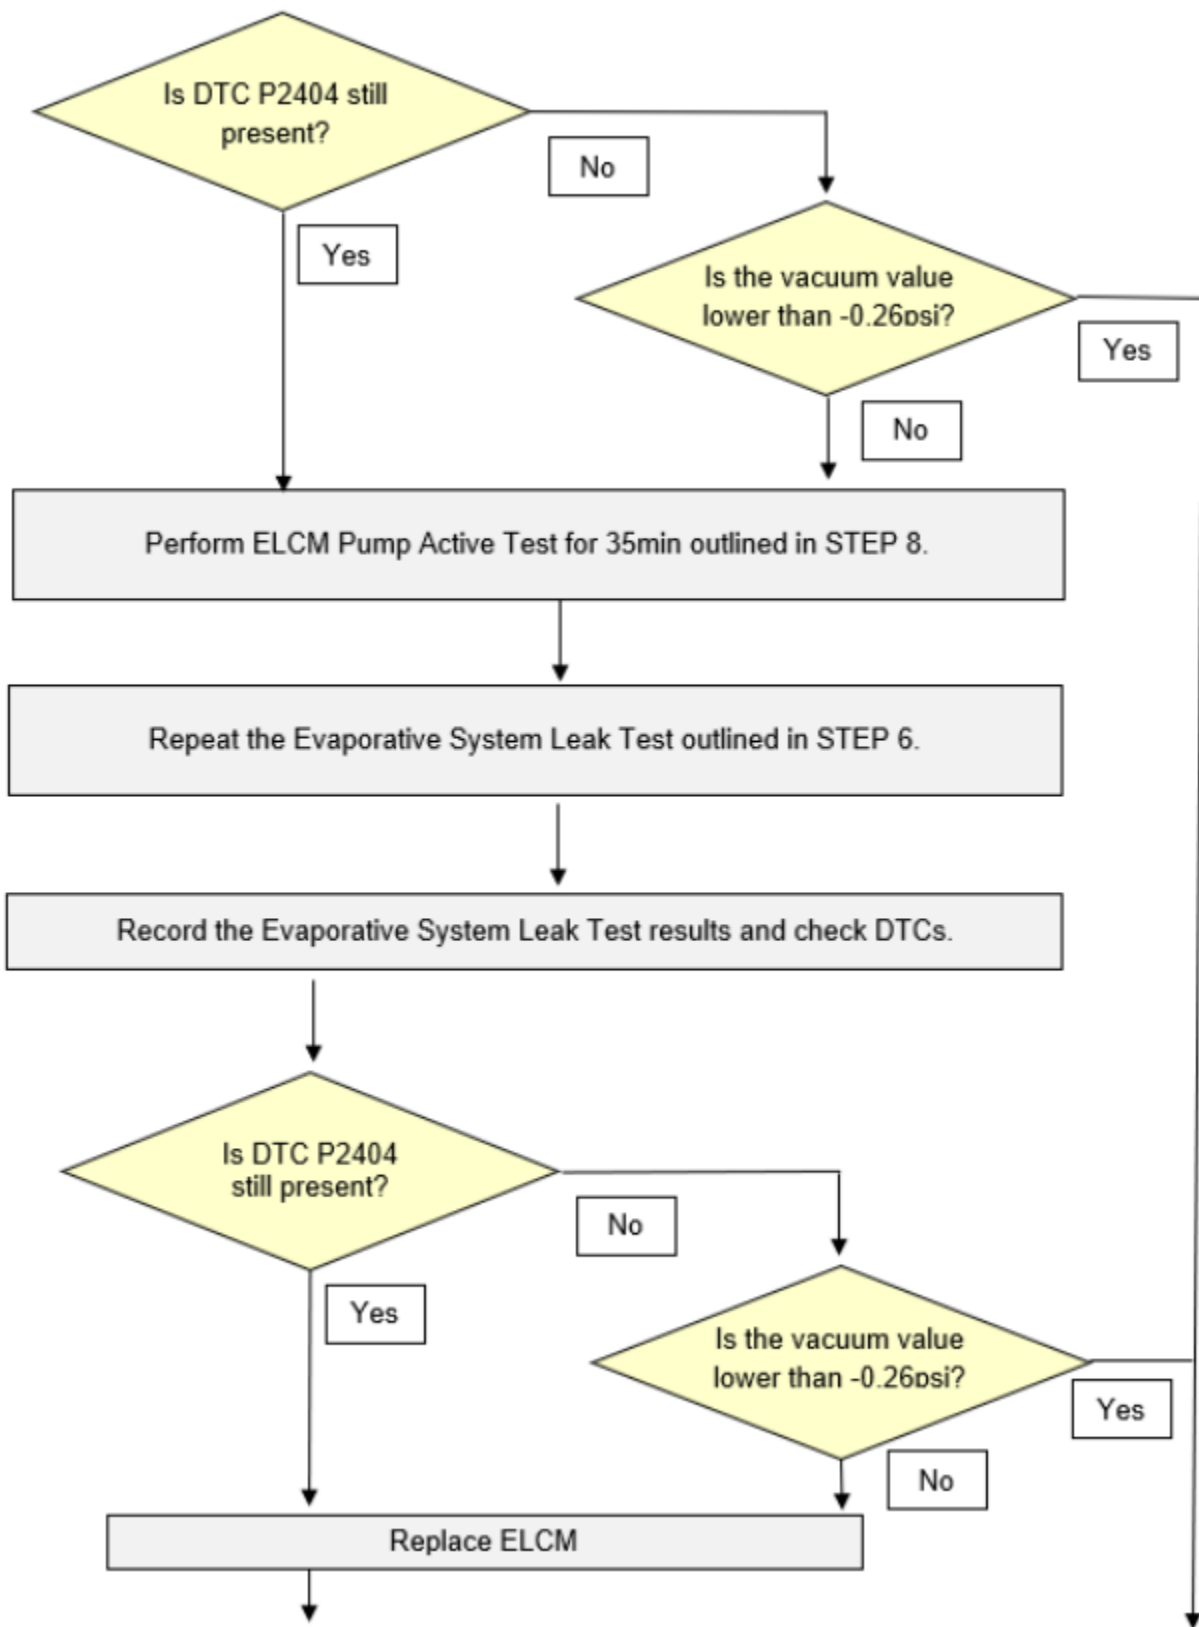 Is DTC P2404 still
present?
No
Yes
Is the vacuum value
lower than -0.26psi?
Yes
No
Perform ELCM Pump Active Test for 35min outlined in STEP 8.
Repeat the Evaporative System Leak Test outlined in STEP 6.
Record the Evaporative System Leak Test results and check DTCs.
Is DTC P2404
still present?
No
Yes
Is the vacuum value
lower than -0.26psi?
Yes
No
Replace ELCM